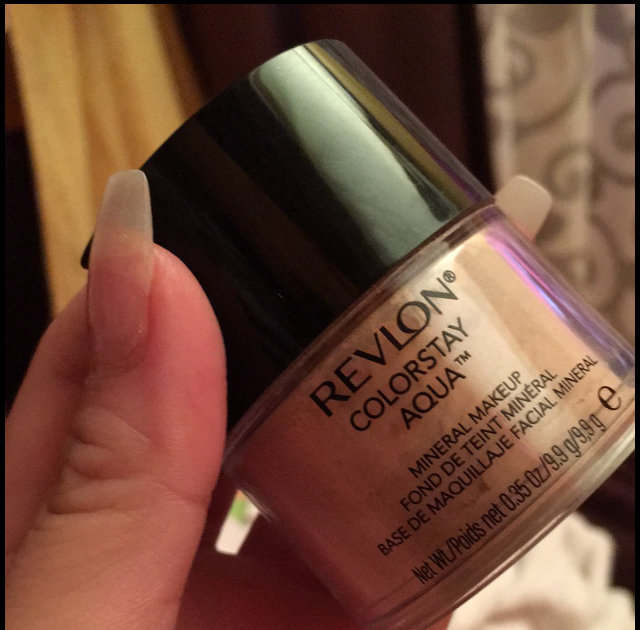 REVLON®
COLORSTAY
AQUA™
MINERAL MAKEUP
FOND DE TEINT MINÉRAL
BASE DE MAQUILLAJE FACIAL MINERAL
Net Wt./Poids net 0.35 Oz/9.9 g/9,9 g ℮